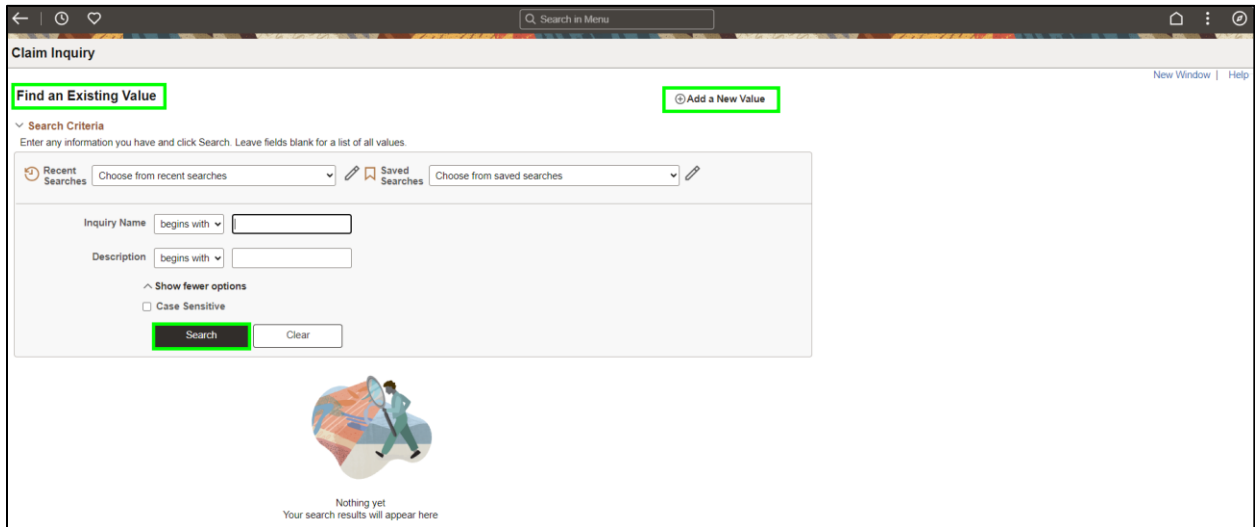 Search in Menu
Claim Inquiry
New Window | Help
Find an Existing Value
Add a New Value
Search Criteria
Enter any information you have and click Search. Leave fields blank for a list of all values.
Recent Searches Choose from recent searches Saved Searches Choose from saved searches
Inquiry Name begins with
Description begins with
Show fewer options
Case Sensitive
Search Clear
Nothing yet
Your search results will appear here